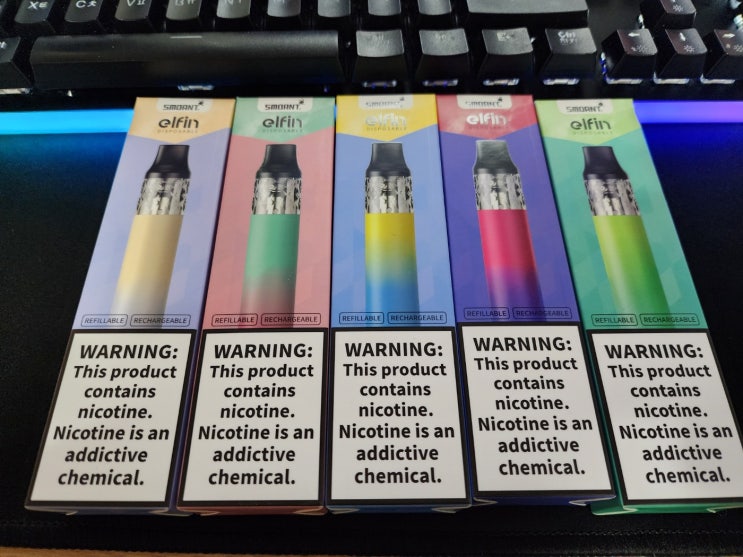 SMOANT
elfin
DISPOSABLE
REFILLABLE RECHARGEABLE
WARNING:
This product
contains
nicotine.
Nicotine is an
addictive
chemical.
SMOANT
elfin
DISPOSABLE
REFILLABLE RECHARGEABLE
WARNING:
This product
contains
nicotine.
Nicotine is an
addictive
chemical.
SMOANT
elfin
DISPOSABLE
REFILLABLE RECHARGEABLE
WARNING:
This product
contains
nicotine.
Nicotine is an
addictive
chemical.
SMOANT
elfin
DISPOSABLE
REFILLABLE RECHARGEABLE
WARNING:
This product
contains
nicotine.
Nicotine is an
addictive
chemical.
SMOANT
elfin
DISPOSABLE
REFILLABLE RECHARGEABLE
WARNING:
This product
contains
nicotine.
Nicotine is an
addictive
chemical.